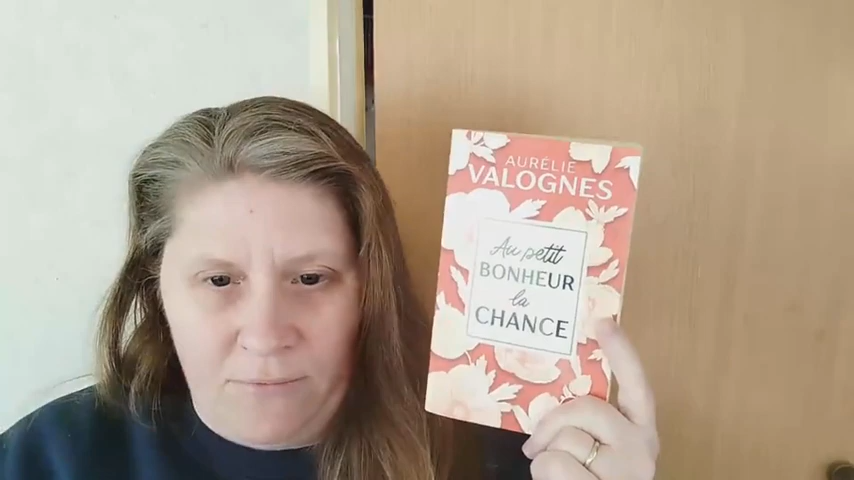 AURÉLIE
VALOGNES
Au petit
BONHEUR
la
CHANCE